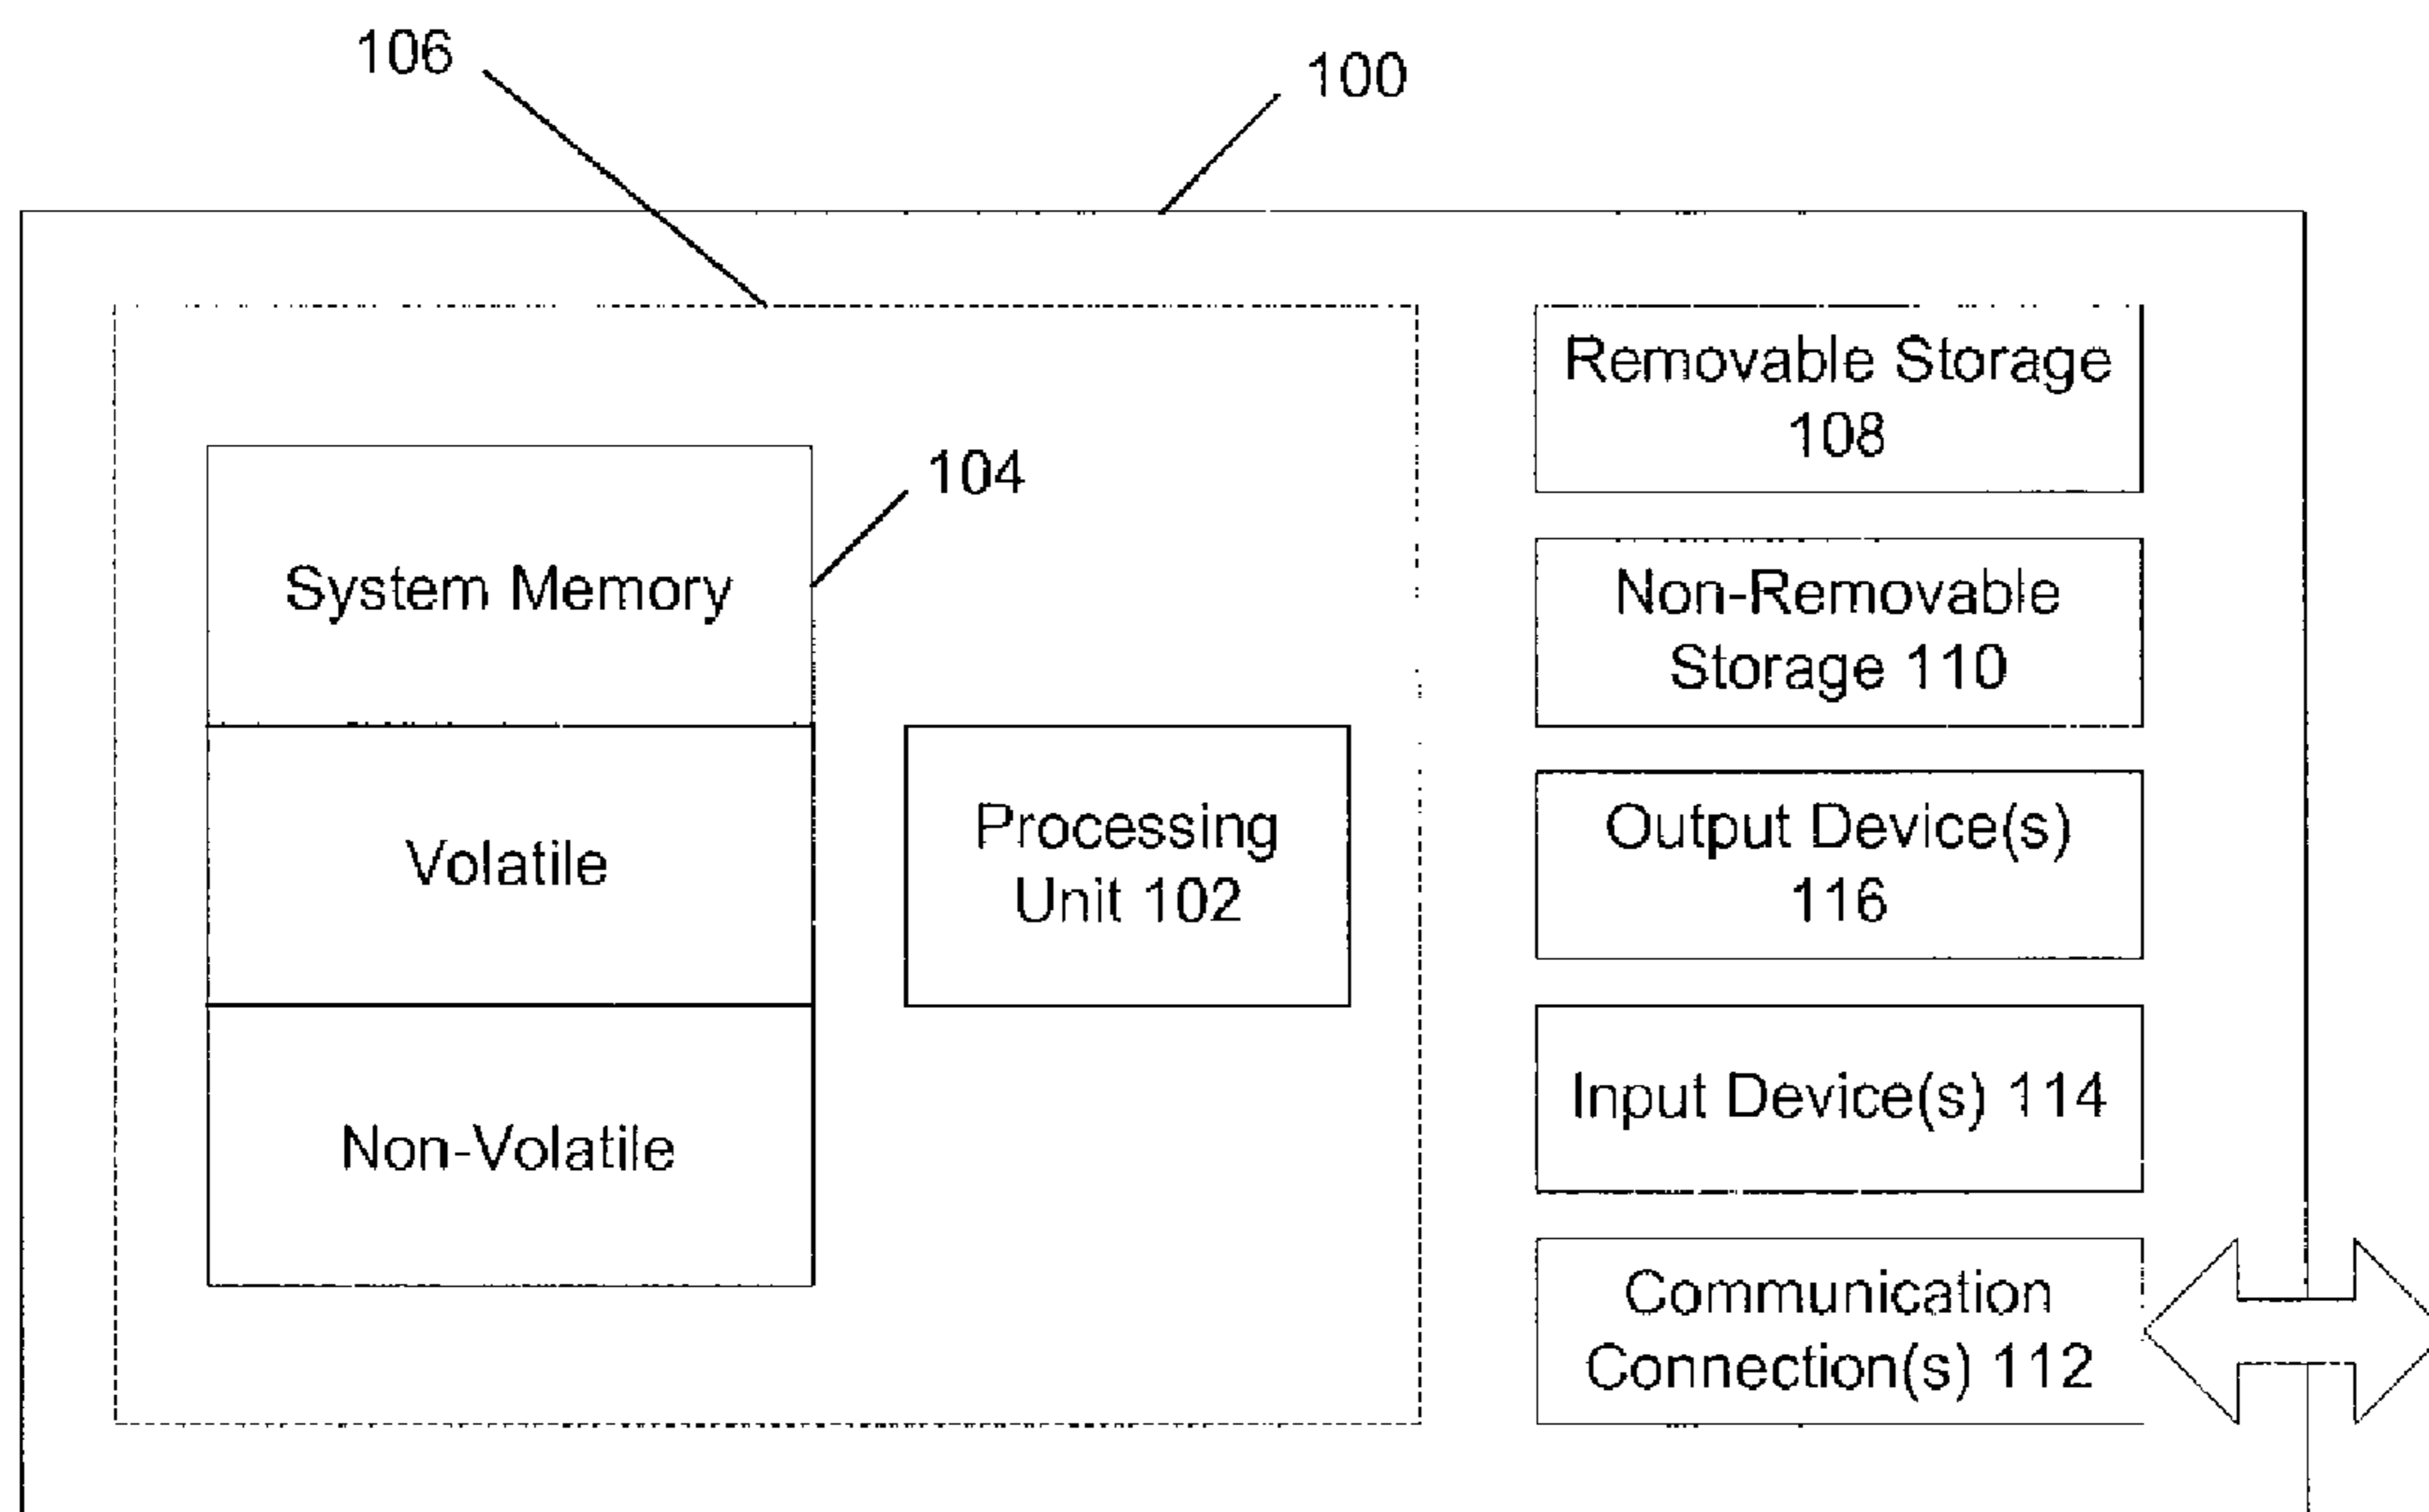 106
100
Removable Storage
108
104
System Memory
Non-Removable
Storage 110
Volatile
Processing
Unit 102
Output Device(s)
116
Non-Volatile
Input Device(s) 114
Communication
Connection(s) 112